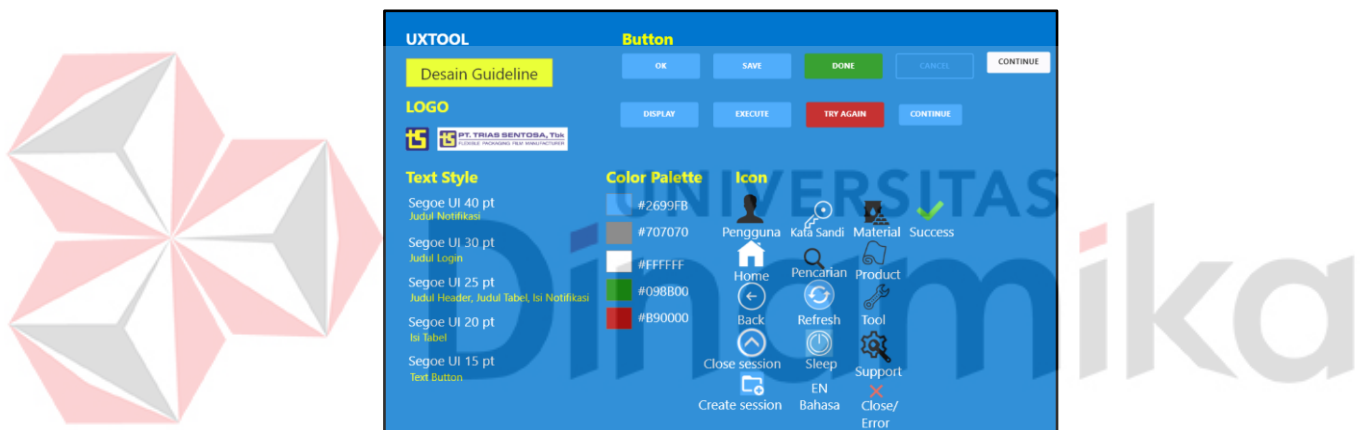 UXTOOL
Desain Guideline
LOGO
ts
ts PT. TRIAS SENTOSA, Tbk
FLEXIBLE PACKAGING FILM MANUFACTURER
Button
OK SAVE DONE CANCEL CONTINUE
DISPLAY EXECUTE TRY AGAIN CONTINUE
Text Style
Segoe UI 40 pt
Judul Notifikasi
Segoe UI 30 pt
Judul Login
Segoe UI 25 pt
Judul Header, Judul Tabel, Isi Notifikasi
Segoe UI 20 pt
Isi Tabel
Segoe UI 15 pt
Text Button
Color Palette
#2699FB
#707070
#FFFFFF
#098B00
#B90000
Icon
Pengguna Kata Sandi Material Success
Home Pencarian Product
Back Refresh Tool
Close session Sleep Support
EN
Create session Bahasa Close/
Error
UNIVERSITAS
Dinamika